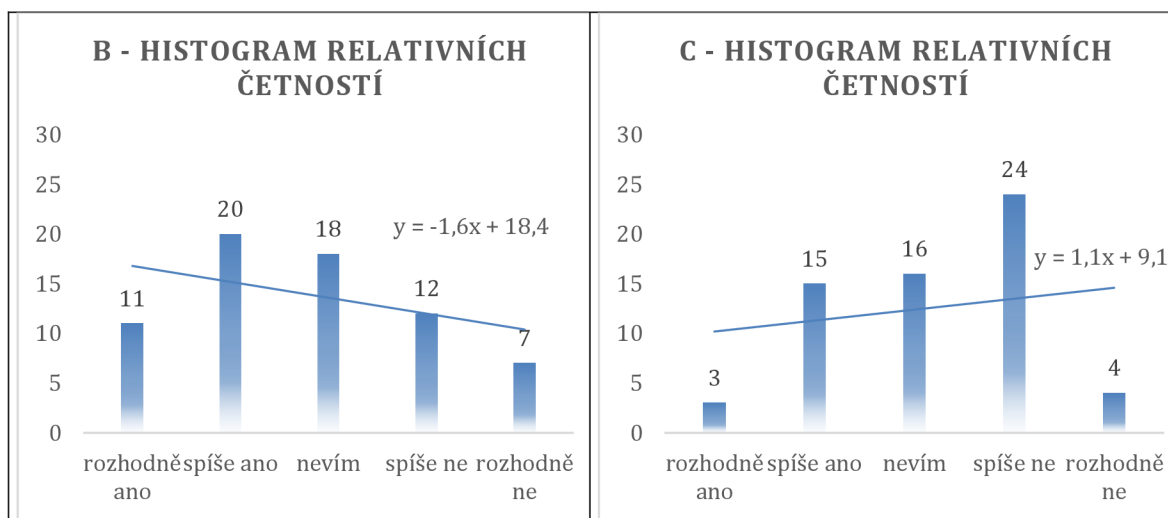 B - HISTOGRAM RELATIVNÍCH
ČETNOSTÍ
30
25
20
15
10
5
0
11
20
18
12
7
y = -1,6x + 18,4
rozhodně
ano
spíše ano
nevím
spíše ne
rozhodně
ne
C - HISTOGRAM RELATIVNÍCH
ČETNOSTÍ
30
25
20
15
10
5
0
3
15
16
24
4
y = 1,1x + 9,1
rozhodně
ano
spíše ano
nevím
spíše ne
rozhodně
ne